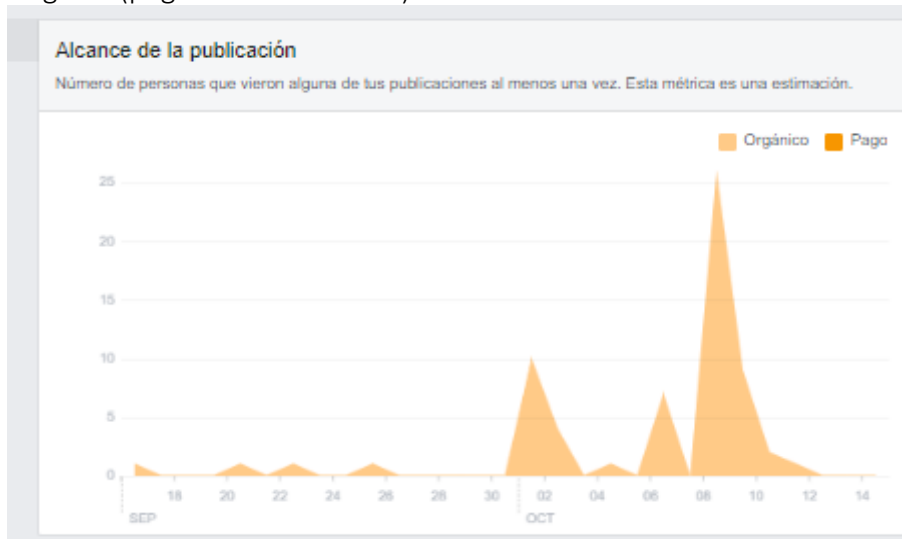 Alcance de la publicación
Número de personas que vieron alguna de tus publicaciones al menos una vez. Esta métrica es una estimación.
Orgánico Pago
25
20
15
10
5
0
18 20 22 24 26 28 30 02 04 06 08 10 12 14
SEP OCT